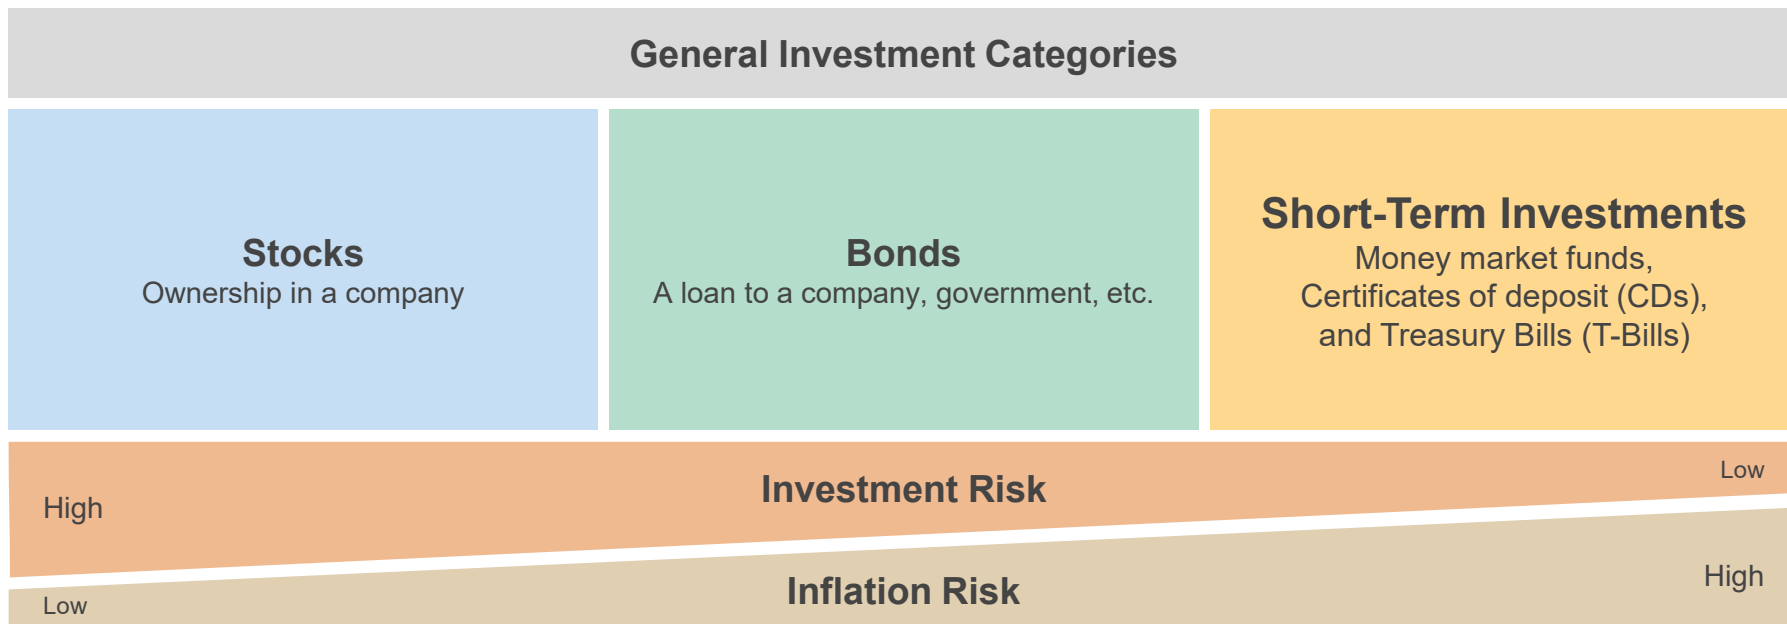 General Investment Categories
Stocks
Ownership in a company
Bonds
A loan to a company, government, etc.
Short-Term Investments
Money market funds,
Certificates of deposit (CDs),
and Treasury Bills (T-Bills)
High
Investment Risk
Low
Low
Inflation Risk
High